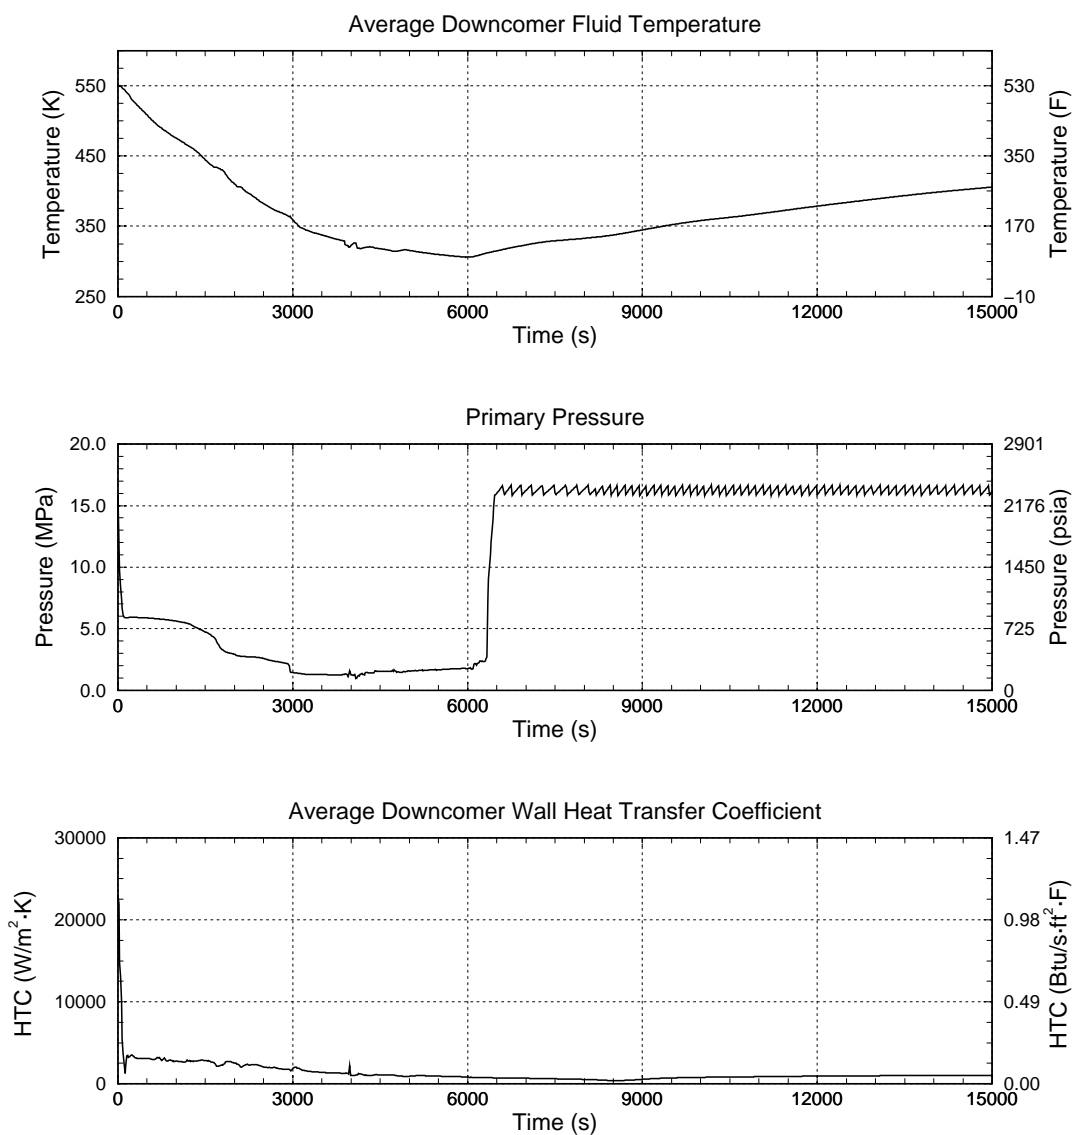 Average Downcomer Fluid Temperature
550
450
350
250
Temperature (K)
530
350
170
−10
Temperature (F)
0 3000 6000 9000 12000 15000
Time (s)
Primary Pressure
20.0
15.0
10.0
5.0
0.0
Pressure (MPa)
2901
2176
1450
725
0
Pressure (psia)
0 3000 6000 9000 12000 15000
Time (s)
Average Downcomer Wall Heat Transfer Coefficient
30000
20000
10000
0
HTC (W/m²·K)
1.47
0.98
0.49
0.00
HTC (Btu/s·ft²·F)
0 3000 6000 9000 12000 15000
Time (s)